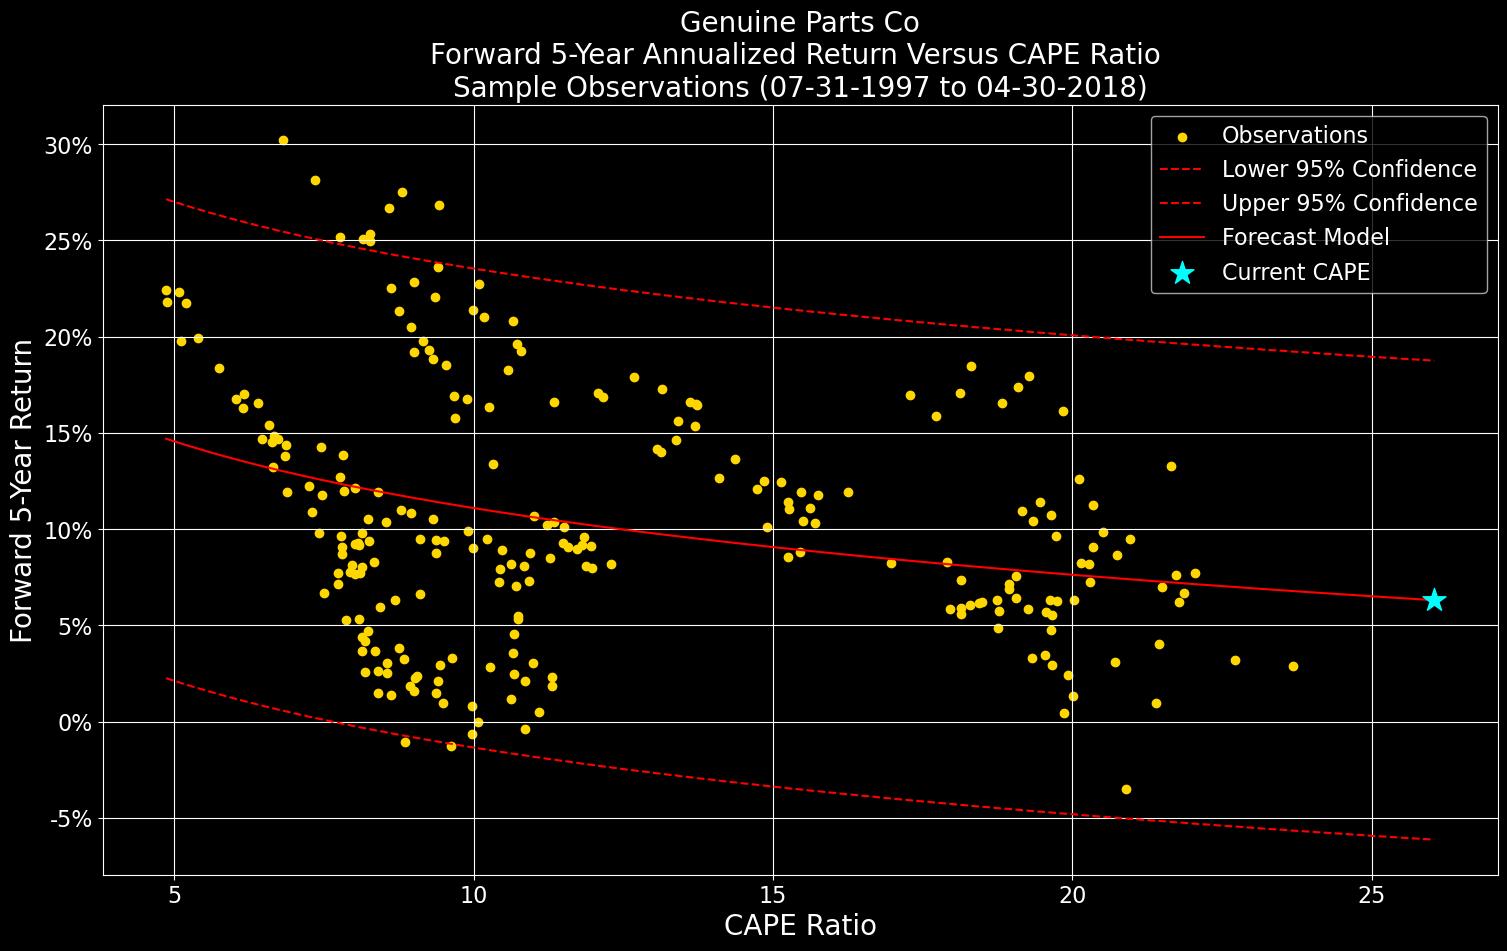 Genuine Parts Co
Forward 5-Year Annualized Return Versus CAPE Ratio
Sample Observations (07-31-1997 to 04-30-2018)
Observations
Lower 95% Confidence
Upper 95% Confidence
Forecast Model
Current CAPE
Forward 5-Year Return
30%
25%
20%
15%
10%
5%
0%
-5%
5 10 15 20 25
CAPE Ratio